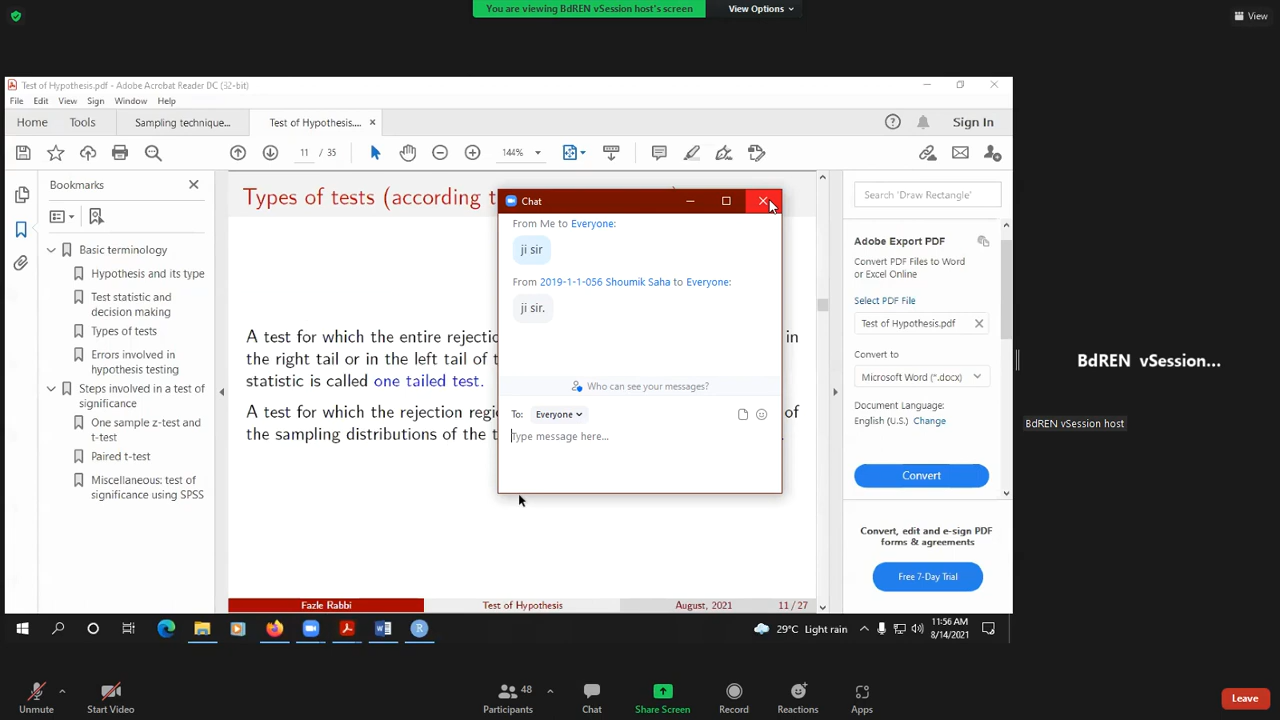 You are viewing BdREN vSession host's screen
View Options
View
Test of Hypothesis.pdf - Adobe Acrobat Reader DC (32-bit)
File Edit View Sign Window Help
Home Tools Sampling technique... Test of Hypothesis.... Sign In
11 / 35 144%
Bookmarks
Basic terminology
Hypothesis and its type
Test statistic and
decision making
Types of tests
Errors involved in
hypothesis testing
Steps involved in a test of
significance
One sample z-test and
t-test
Paired t-test
Miscellaneous: test of
significance using SPSS
Types of tests (according t
A test for which the entire rejectio
in
the right tail or in the left tail of t
statistic is called one tailed test.
A test for which the rejection regio
of
the sampling distributions of the t
Fazle Rabbi Test of Hypothesis August, 2021 11 / 27
Chat
From Me to Everyone:
ji sir
From 2019-1-1-056 Shoumik Saha to Everyone:
ji sir.
Who can see your messages?
To: Everyone
Type message here...
Search 'Draw Rectangle'
Adobe Export PDF
Convert PDF Files to Word
or Excel Online
Select PDF File
Test of Hypothesis.pdf
Convert to
Microsoft Word (*.docx)
Document Language:
English (U.S.) Change
Convert
Convert, edit and e-sign PDF
forms & agreements
Free 7-Day Trial
BdREN vSession...
BdREN vSession host
29°C Light rain
11:56 AM
8/14/2021
Unmute
Start Video
48
Participants
Chat
Share Screen
Record
Reactions
Apps
Leave